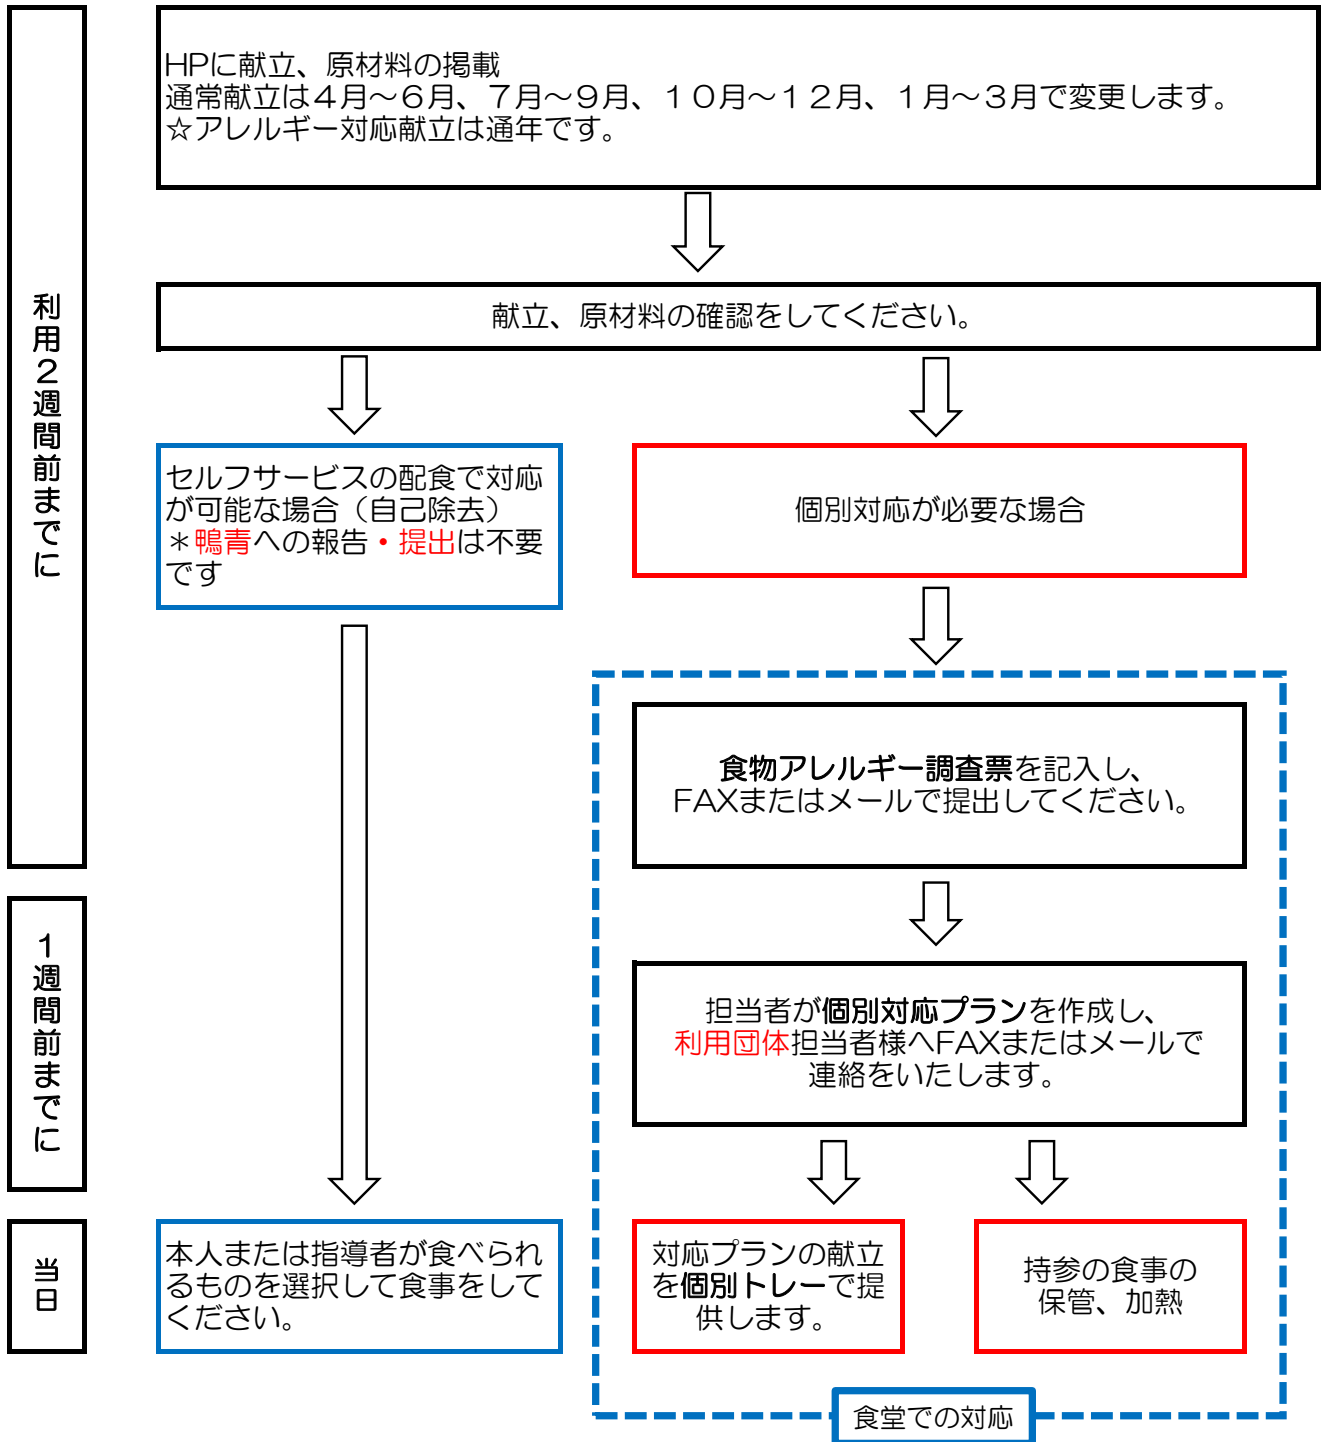 HPに献立、原材料の掲載
通常献立は４月～６月、７月～９月、１０月～１２月、１月～３月で変更します。
☆アレルギー対応献立は通年です。
利用２週間前までに
献立、原材料の確認をしてください。
セルフサービスの配食で対応
が可能な場合（自己除去）
＊鴨青への報告・提出は不要
です
個別対応が必要な場合
食物アレルギー調査票を記入し、
FAXまたはメールで提出してください。
１週間前までに
担当者が個別対応プランを作成し、
利用団体担当者様へFAXまたはメールで
連絡をいたします。
当日
本人または指導者が食べられ
るものを選択して食事をして
ください。
対応プランの献立
を個別トレーで提
供します。
持参の食事の
保管、加熱
食堂での対応